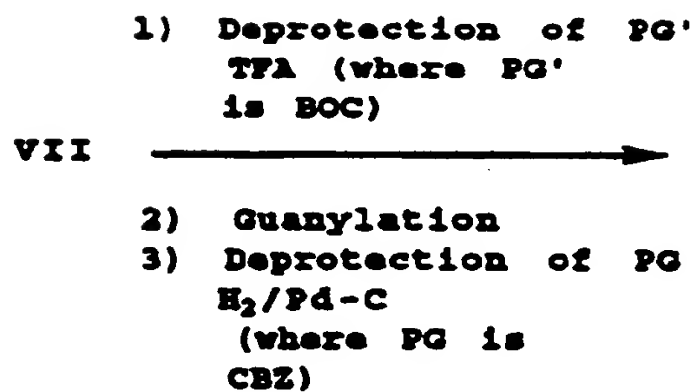 1) Deprotection of PG'
TFA (where PG'
is BOC)
VII
2) Guanylation
3) Deprotection of PG
H₂/Pd-C
(where PG is
CBZ)